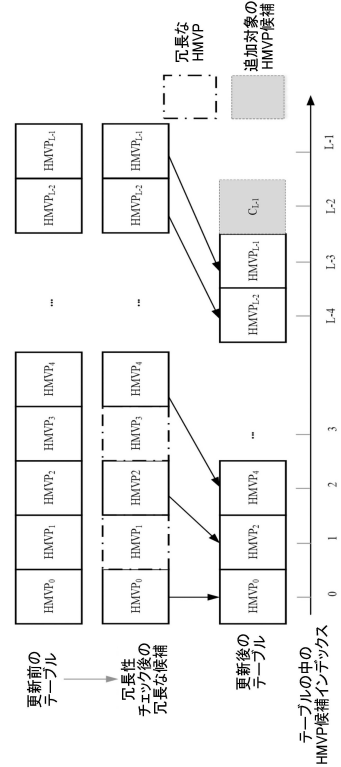 更新前の
テーブル
HMVP0 HMVP1 HMVP2 HMVP3 HMVP4 ... HMVPL-2 HMVPL-1
冗長性
チェック後の
冗長な候補
HMVP0 HMVP1 HMVP2 HMVP3 HMVP4 ... HMVPL-2 HMVPL-1
更新後の
テーブル
HMVP0 HMVP2 HMVP4 ... HMVPL-2 HMVPL-1 CL-1
テーブルの中の
HMVP候補インデックス
0 1 2 3 L-4 L-3 L-2 L-1
冗長な
HMVP
追加対象の
HMVP候補